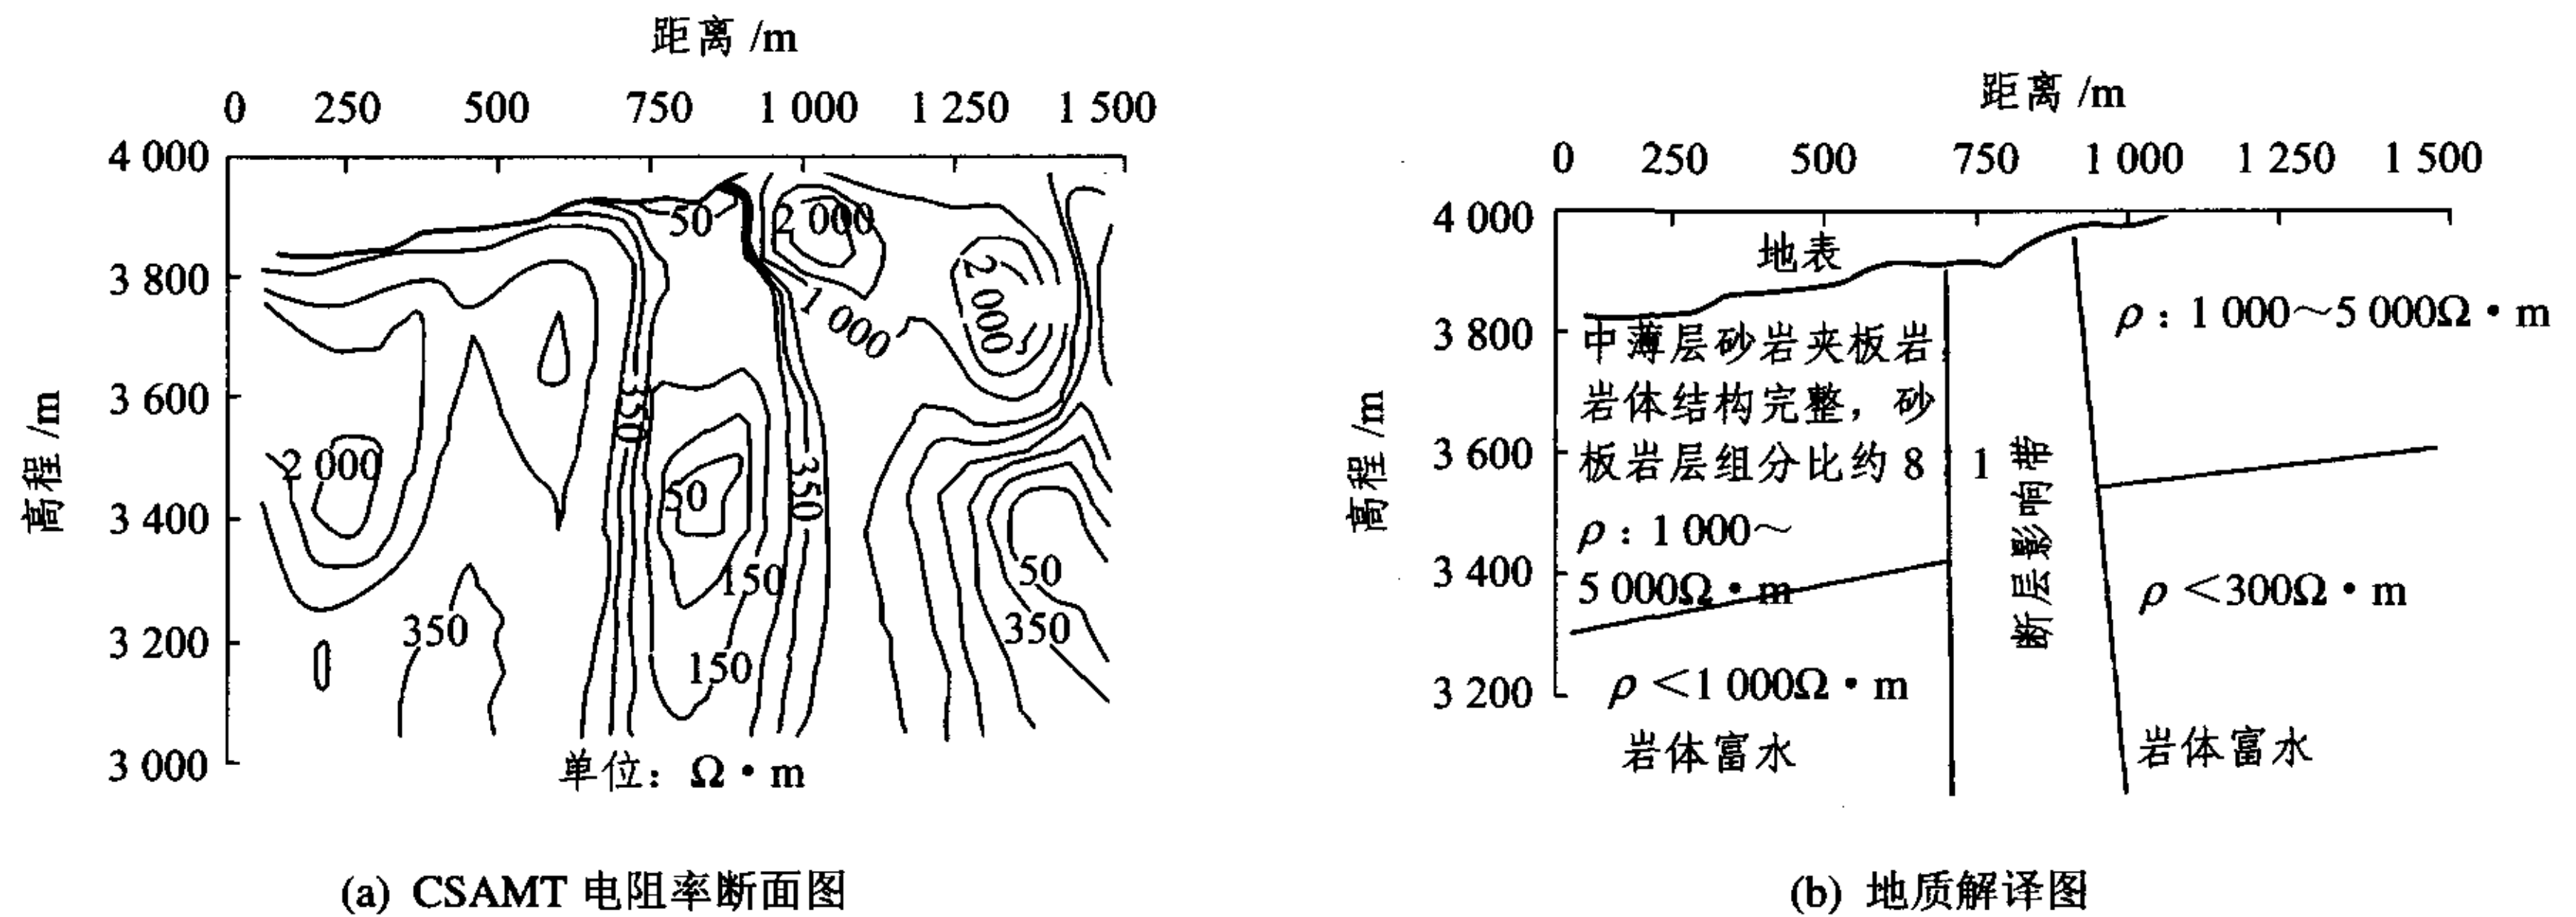 距离 /m
0 250 500 750 1 000 1 250 1 500
4 000
3 800
3 600
3 400
3 200
3 000
高程 /m
50
2 000
2 000
1 000
350
2 000
50
350
150
50
350
350
150
单位：Ω·m
(a) CSAMT 电阻率断面图
距离 /m
0 250 500 750 1 000 1 250 1 500
4 000
3 800
3 600
3 400
3 200
高程 /m
地表
ρ：1 000～5 000Ω·m
中薄层砂岩夹板岩，
岩体结构完整，砂
板岩层组分比约 8 1
ρ：1 000～
5 000Ω·m
断层影响带
ρ＜300Ω·m
ρ＜1 000Ω·m
岩体富水
岩体富水
(b) 地质解译图